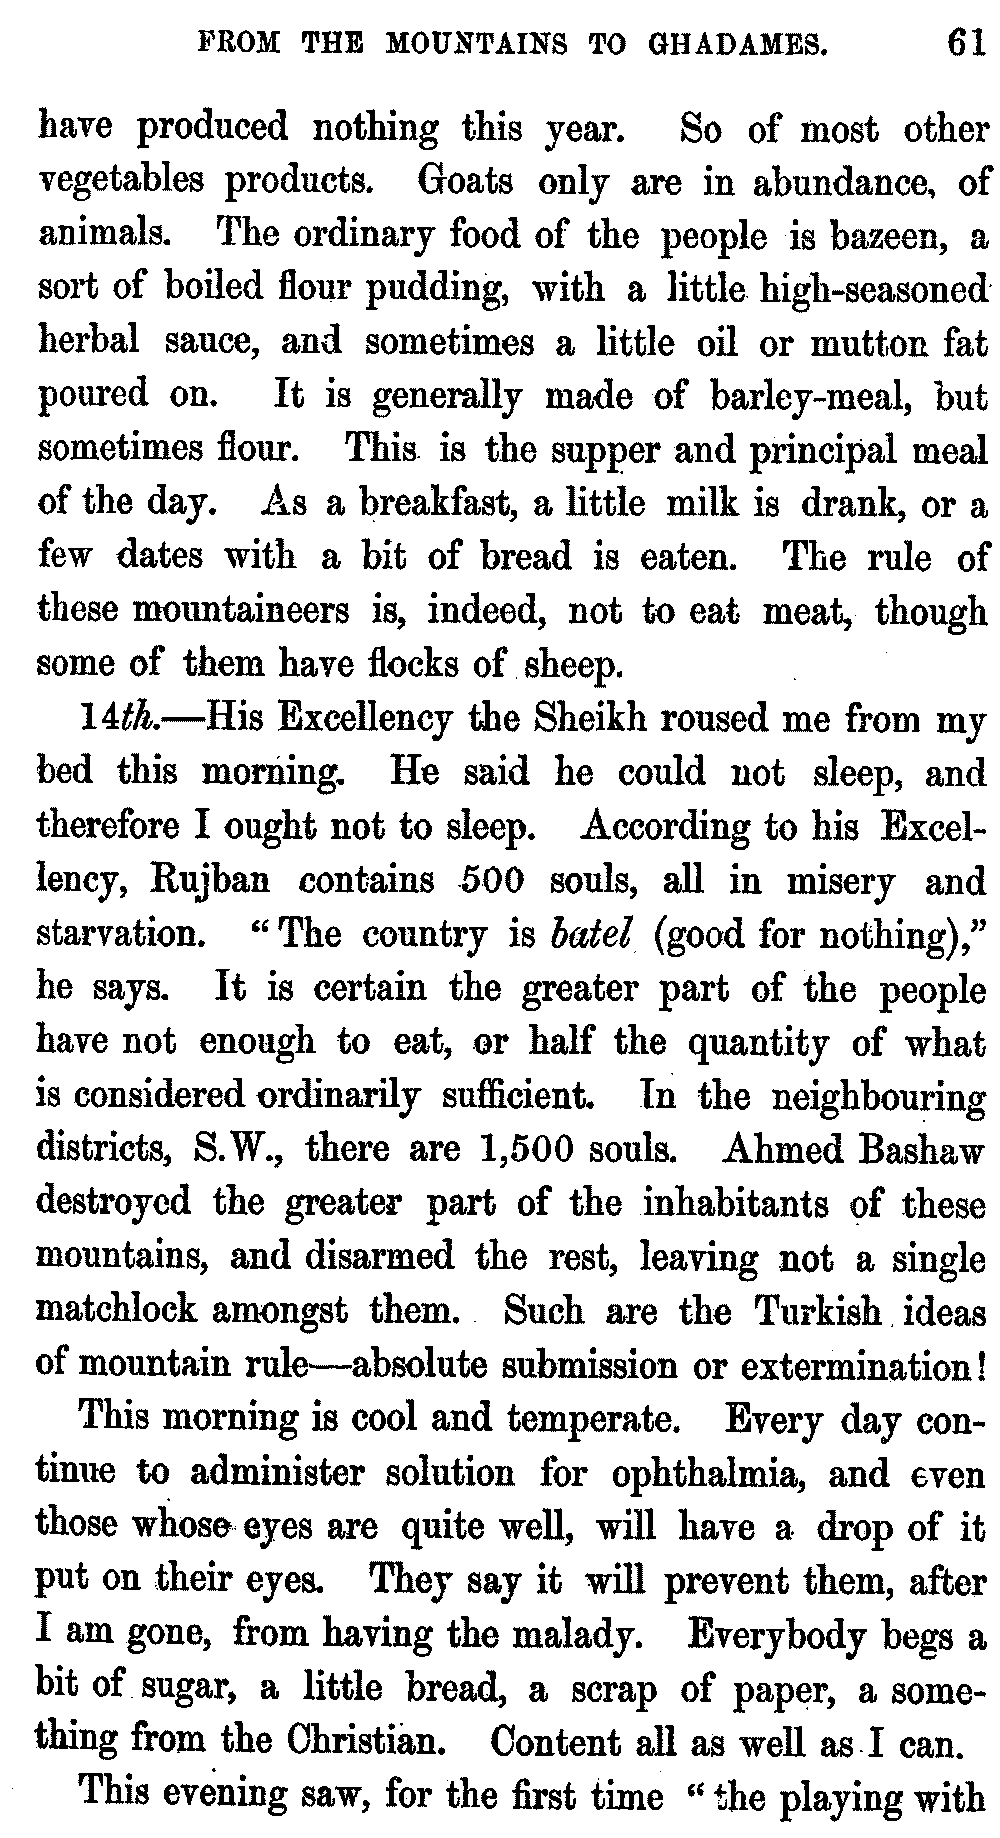 FROM THE MOUNTAINS TO GHADAMES. 61
have produced nothing this year. So of most other
vegetables products. Goats only are in abundance, of
animals. The ordinary food of the people is bazeen, a
sort of boiled flour pudding, with a little high-seasoned
herbal sauce, and sometimes a little oil or mutton fat
poured on. It is generally made of barley-meal, but
sometimes flour. This is the supper and principal meal
of the day. As a breakfast, a little milk is drank, or a
few dates with a bit of bread is eaten. The rule of
these mountaineers is, indeed, not to eat meat, though
some of them have flocks of sheep.
14th.—His Excellency the Sheikh roused me from my
bed this morning. He said he could not sleep, and
therefore I ought not to sleep. According to his Excel-
lency, Rujban contains 500 souls, all in misery and
starvation. “The country is batel (good for nothing),”
he says. It is certain the greater part of the people
have not enough to eat, or half the quantity of what
is considered ordinarily sufficient. In the neighbouring
districts, S.W., there are 1,500 souls. Ahmed Bashaw
destroyed the greater part of the inhabitants of these
mountains, and disarmed the rest, leaving not a single
matchlock amongst them. Such are the Turkish ideas
of mountain rule—absolute submission or extermination!
This morning is cool and temperate. Every day con-
tinue to administer solution for ophthalmia, and even
those whose eyes are quite well, will have a drop of it
put on their eyes. They say it will prevent them, after
I am gone, from having the malady. Everybody begs a
bit of sugar, a little bread, a scrap of paper, a some-
thing from the Christian. Content all as well as I can.
This evening saw, for the first time “the playing with